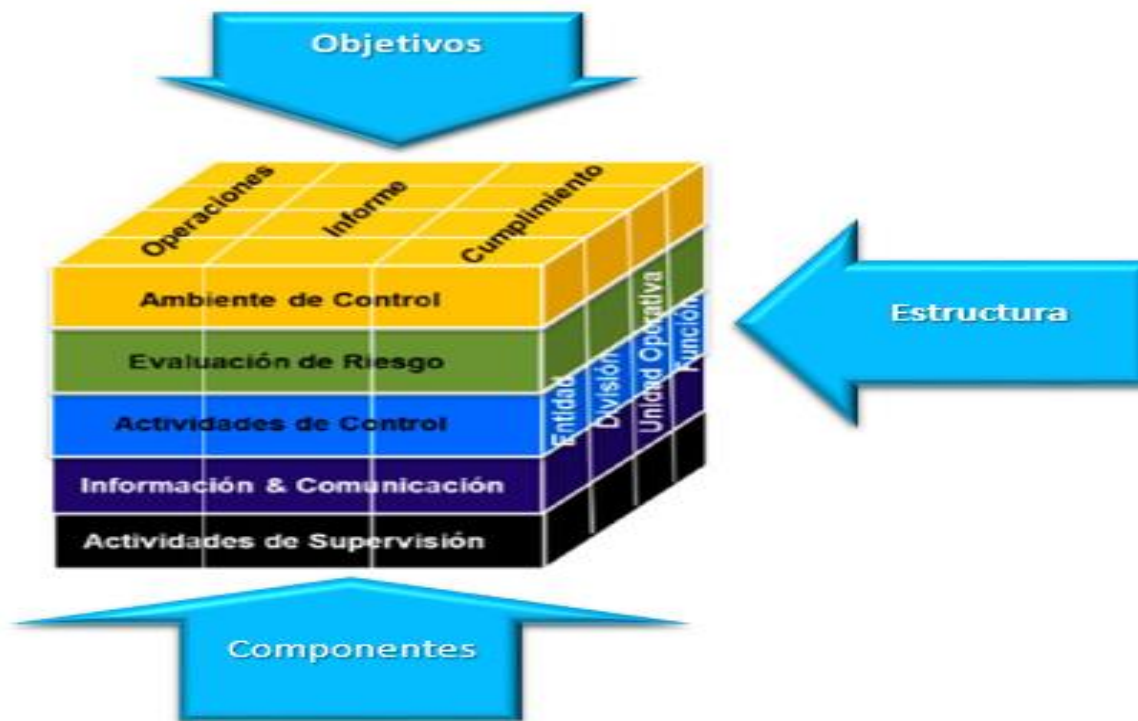 Objetivos
Operaciones
Informe
Cumplimiento
Ambiente de Control
Evaluación de Riesgo
Actividades de Control
Información & Comunicación
Actividades de Supervisión
Entidad
División
Unidad Oporativa
Función
Estructura
Componentes